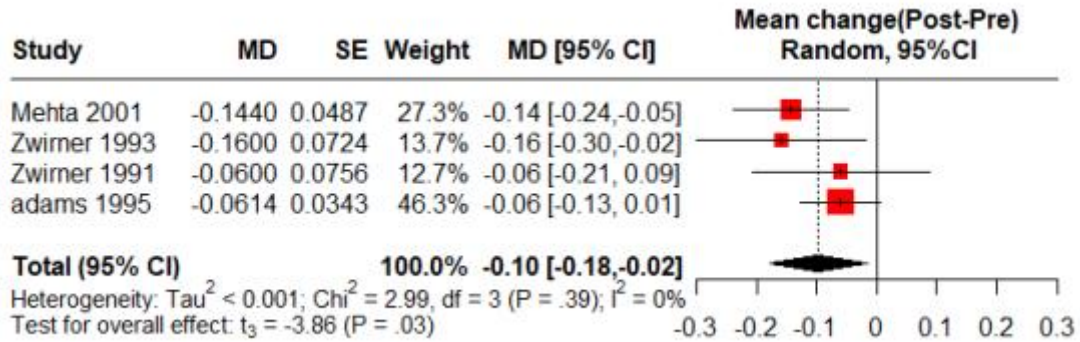 Mean change(Post-Pre)
Study MD SE Weight MD [95% CI] Random, 95%CI
Mehta 2001 -0.1440 0.0487 27.3% -0.14 [-0.24,-0.05]
Zwirner 1993 -0.1600 0.0724 13.7% -0.16 [-0.30,-0.02]
Zwirner 1991 -0.0600 0.0756 12.7% -0.06 [-0.21, 0.09]
adams 1995 -0.0614 0.0343 46.3% -0.06 [-0.13, 0.01]
Total (95% CI) 100.0% -0.10 [-0.18,-0.02]
Heterogeneity: Tau² < 0.001; Chi² = 2.99, df = 3 (P = .39); I² = 0%
Test for overall effect: t₃ = -3.86 (P = .03)
-0.3 -0.2 -0.1 0 0.1 0.2 0.3